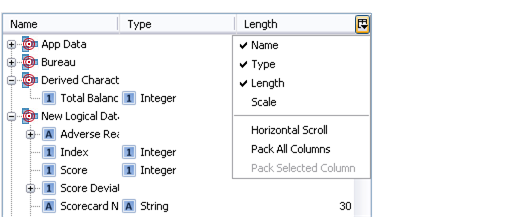 Name Type Length
App Data
Bureau
Derived Charact
Total Balanc 1 Integer
New Logical Dat
A Adverse Rea
1 Index 1 Integer
1 Score 1 Integer
1 Score Deviat
A Scorecard N A String 30
Name
Type
Length
Scale
Horizontal Scroll
Pack All Columns
Pack Selected Column